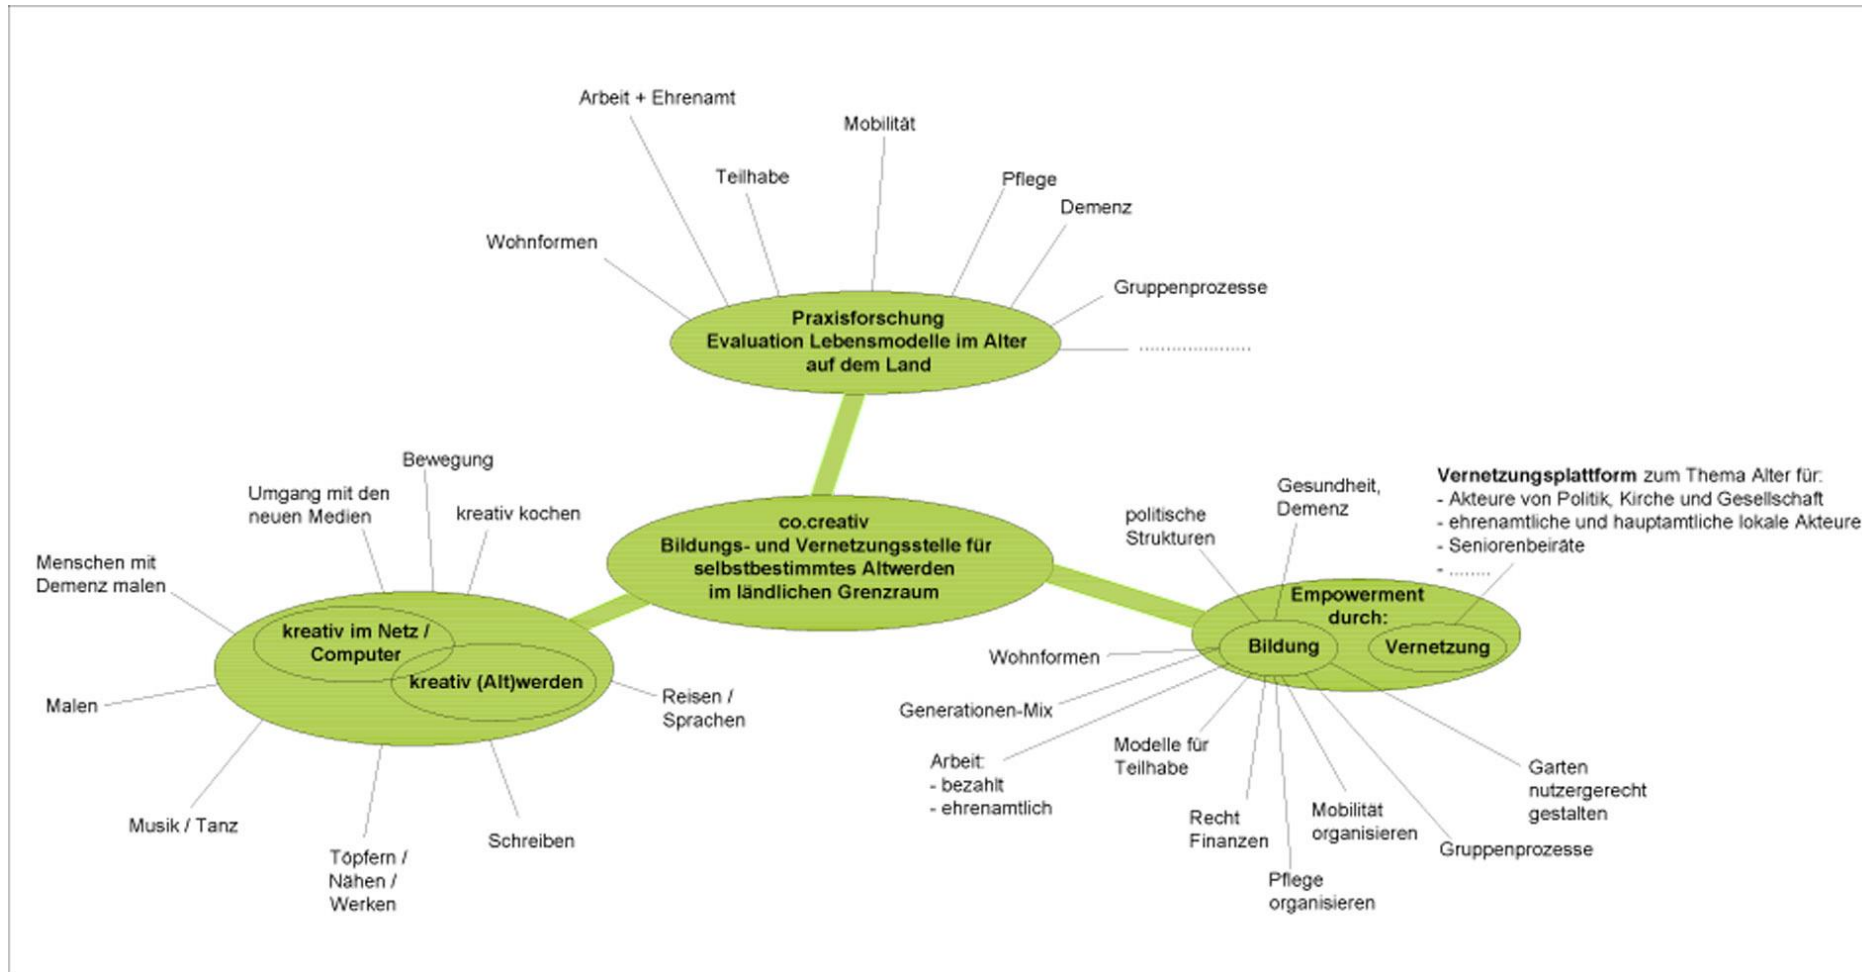 Arbeit + Ehrenamt
Mobilität
Teilhabe
Pflege
Demenz
Wohnformen
Gruppenprozesse
Praxisforschung
Evaluation Lebensmodelle im Alter
auf dem Land
....................
co.creativ
Bildungs- und Vernetzungsstelle für
selbstbestimmtes Altwerden
im ländlichen Grenzraum
Bewegung
Umgang mit den
neuen Medien
kreativ kochen
Menschen mit
Demenz malen
kreativ im Netz /
Computer
kreativ (Alt)werden
Malen
Reisen /
Sprachen
Musik / Tanz
Töpfern /
Nähen /
Werken
Schreiben
Vernetzungsplattform zum Thema Alter für:
- Akteure von Politik, Kirche und Gesellschaft
- ehrenamtliche und hauptamtliche lokale Akteure
- Seniorenbeiräte
- ........
Gesundheit,
Demenz
politische
Strukturen
Empowerment
durch:
Bildung
Vernetzung
Wohnformen
Generationen-Mix
Arbeit:
- bezahlt
- ehrenamtlich
Modelle für
Teilhabe
Recht
Finanzen
Pflege
organisieren
Mobilität
organisieren
Gruppenprozesse
Garten
nutzergerecht
gestalten